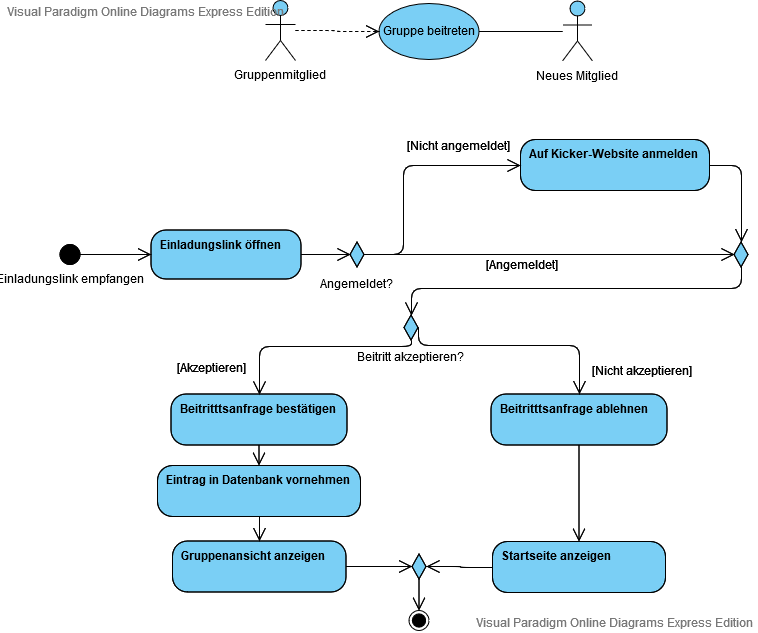 Visual Paradigm Online Diagrams Express Edition
Gruppe beitreten
Gruppenmitglied
Neues Mitglied
[Nicht angemeldet]
Auf Kicker-Website anmelden
Einladungslink öffnen
[Angemeldet]
Einladungslink empfangen
Angemeldet?
Beitritt akzeptieren?
[Akzeptieren]
[Nicht akzeptieren]
Beitritttsanfrage bestätigen
Beitritttsanfrage ablehnen
Eintrag in Datenbank vornehmen
Gruppenansicht anzeigen
Startseite anzeigen
Visual Paradigm Online Diagrams Express Edition